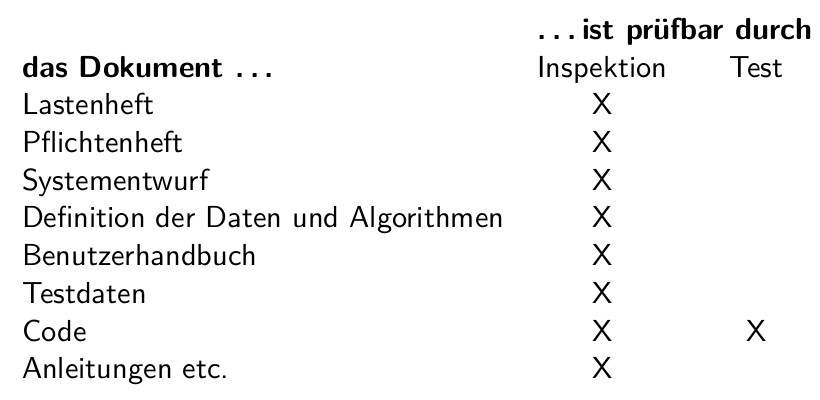 ...ist prüfbar durch
das Dokument ... Inspektion Test
Lastenheft X
Pflichtenheft X
Systementwurf X
Definition der Daten und Algorithmen X
Benutzerhandbuch X
Testdaten X
Code X X
Anleitungen etc. X